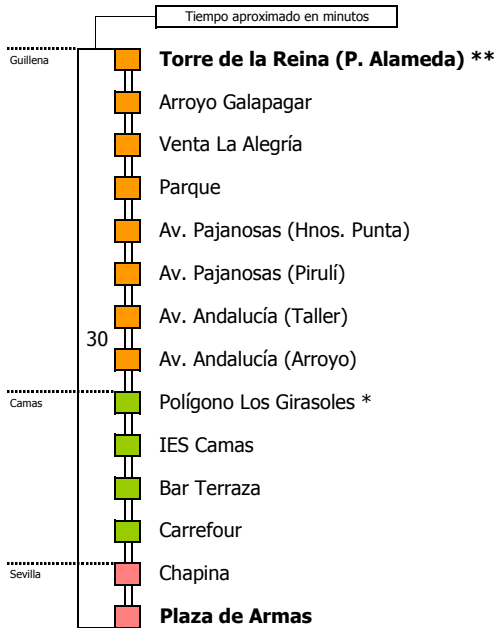 Tiempo aproximado en minutos
Guillena
Torre de la Reina (P. Alameda) **
Arroyo Galapagar
Venta La Alegría
Parque
Av. Pajanosas (Hnos. Punta)
Av. Pajanosas (Pirulí)
Av. Andalucía (Taller)
30
Av. Andalucía (Arroyo)
Camas
Polígono Los Girasoles *
IES Camas
Bar Terraza
Carrefour
Sevilla
Chapina
Plaza de Armas